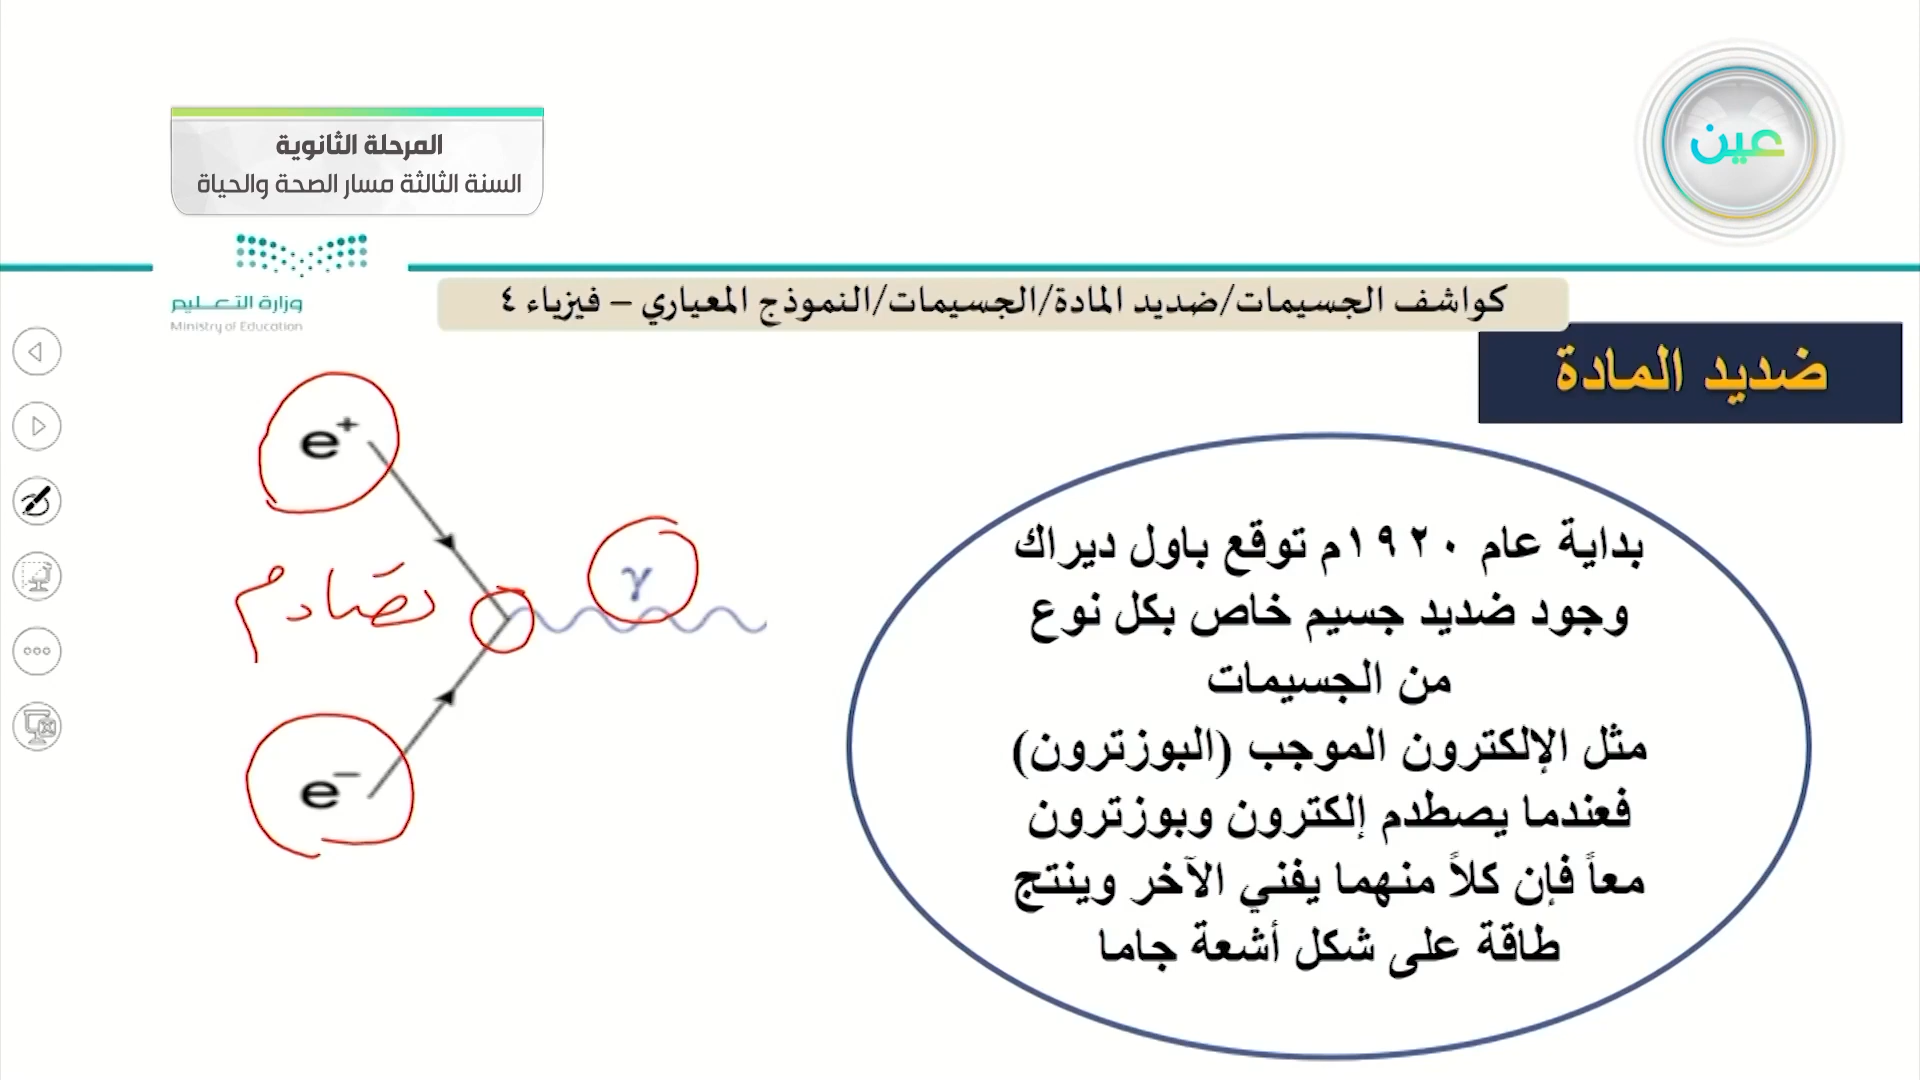 المرحلة الثانوية
السنة الثالثة مسار الصحة والحياة
عين
وزارة التعليم
Ministry of Education
كواشف الجسيمات/ضديد المادة/الجسيمات/النموذج المعياري – فيزياء ٤
ضديد المادة
بداية عام ١٩٢٠م توقع باول ديراك
وجود ضديد جسيم خاص بكل نوع
من الجسيمات
مثل الإلكترون الموجب (البوزترون)
فعندما يصطدم إلكترون وبوزترون
معاً فإن كلاً منهما يفني الآخر وينتج
طاقة على شكل أشعة جاما
e⁺
تصادم
γ
e⁻